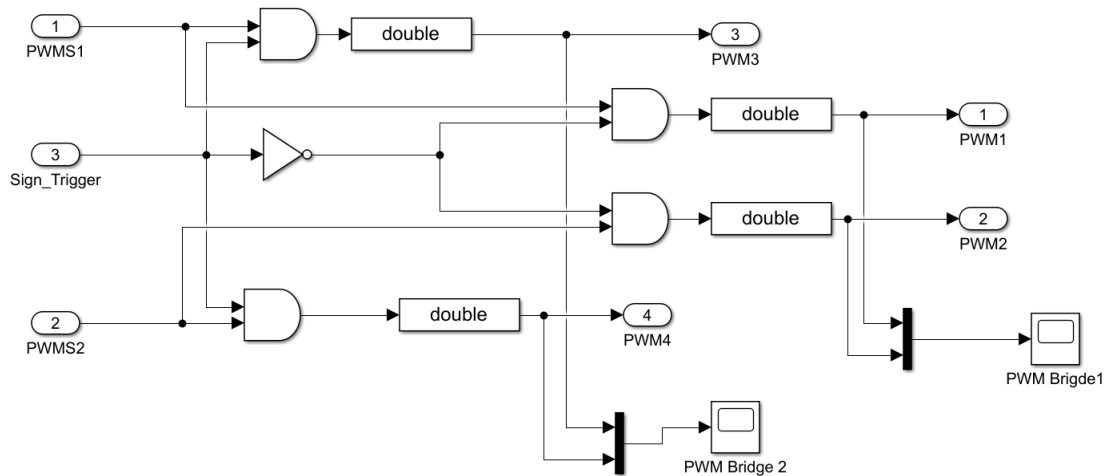 1
PWMS1
double
3
PWM3
double
1
PWM1
3
Sign_Trigger
double
2
PWM2
2
PWMS2
double
4
PWM4
PWM Brigde1
PWM Bridge 2